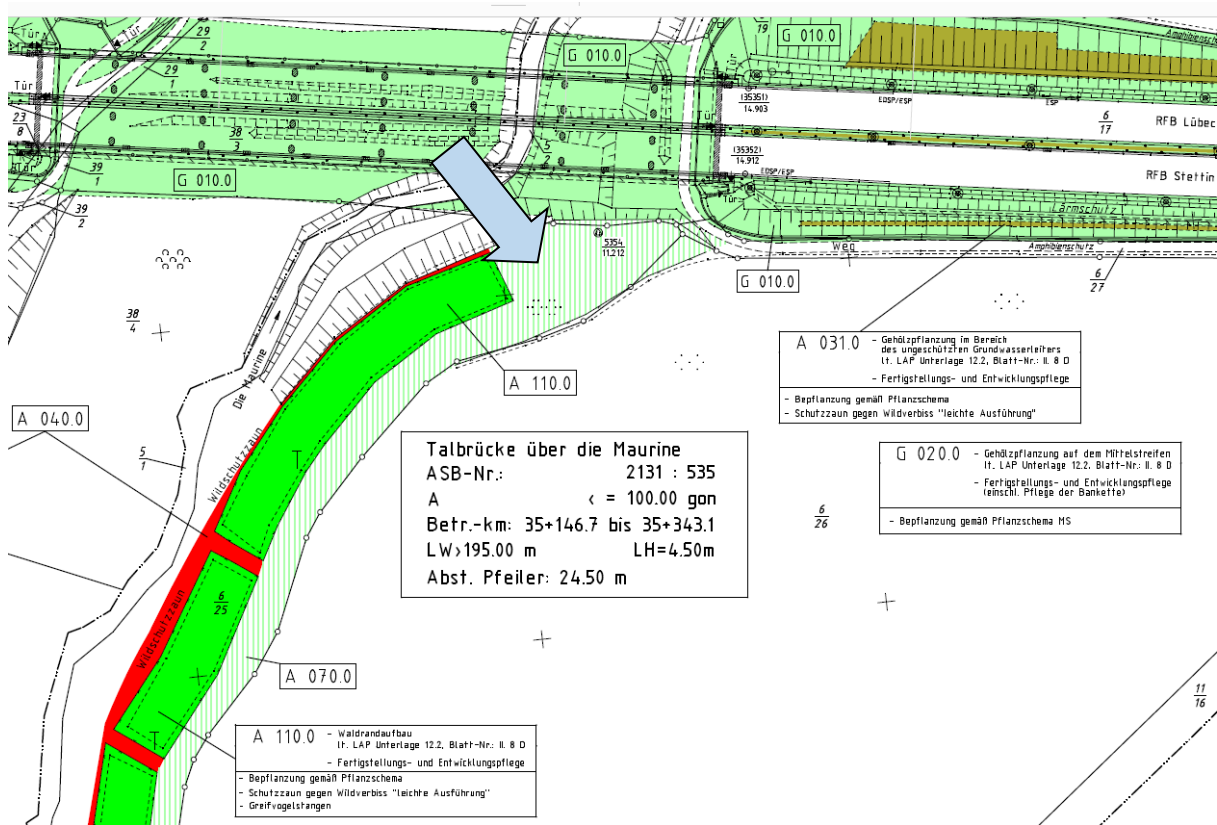 Tür
Tür
29
2
29
1
G 010.0
19
G 010.0
Amphibiensch
Tür
Tür
23
8
38
3
5
2
(35351)
14.903
EDSP/ESP
ESP
6
17
RFB Lübec
Tür
Tür
39
1
G 010.0
(35352)
14.912
EDSP/ESP
RFB Stettin
39
2
Tür
Lärmschutz
5354
11.212
Weg
Amphibienschutz
G 010.0
6
27
38
4
Die Maurine
A 110.0
A 031.0 - Gehölzpflanzung im Bereich
des ungeschützten Grundwasserleiters
lt. LAP Unterlage 12.2, Blatt-Nr.: II. 8 D
- Fertigstellungs- und Entwicklungspflege
- Bepflanzung gemäß Pflanzschema
- Schutzzaun gegen Wildverbiss "leichte Ausführung"
A 040.0
5
1
Wildschutzzaun
T
Talbrücke über die Maurine
ASB-Nr.: 2131 : 535
A < = 100.00 gon
Betr.-km: 35+146.7 bis 35+343.1
LW>195.00 m LH=4.50m
Abst. Pfeiler: 24.50 m
G 020.0 - Gehölzpflanzung auf dem Mittelstreifen
lt. LAP Unterlage 12.2, Blatt-Nr.: II. 8 D
- Fertigstellungs- und Entwicklungspflege
(einschl. Pflege der Bankette)
- Bepflanzung gemäß Pflanzschema MS
6
26
6
25
Wildschutzzaun
A 070.0
T
11
16
A 110.0 - Waldrandaufbau
lt. LAP Unterlage 12.2, Blatt-Nr.: II. 8 D
- Fertigstellungs- und Entwicklungspflege
- Bepflanzung gemäß Pflanzschema
- Schutzzaun gegen Wildverbiss "leichte Ausführung"
- Greifvogelstangen